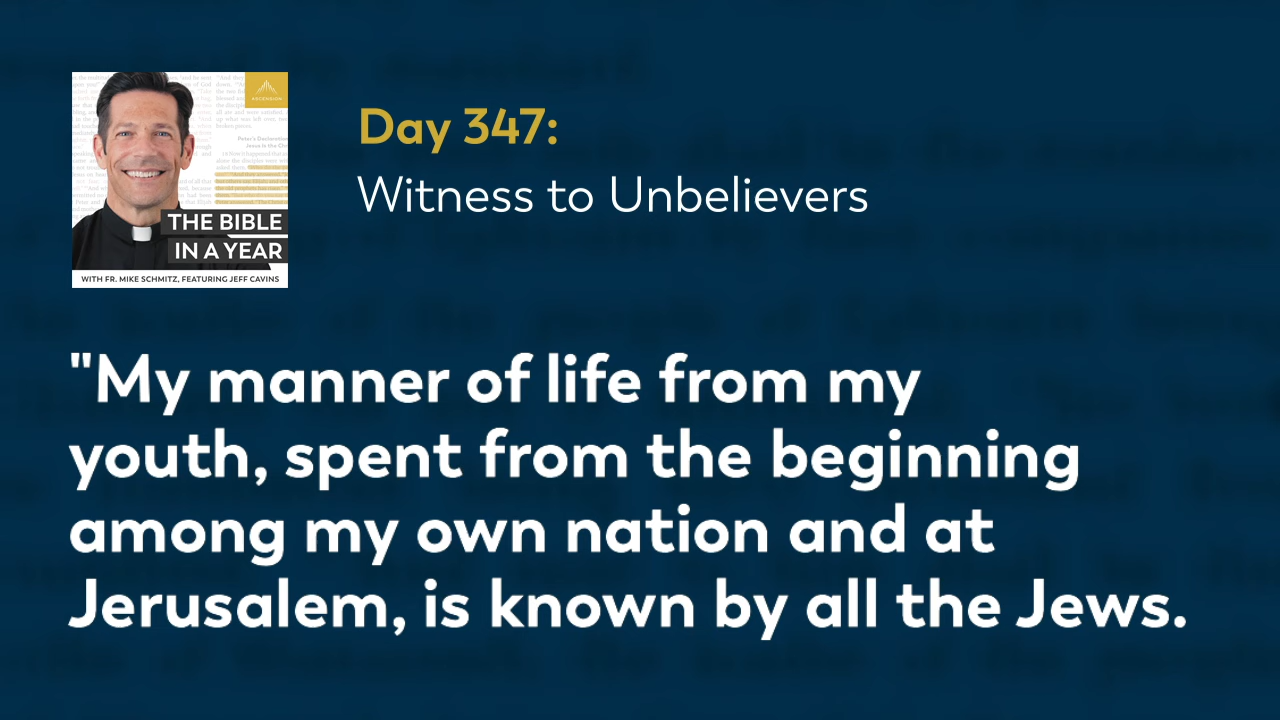 ASCENSION
THE BIBLE
IN A YEAR
WITH FR. MIKE SCHMITZ, FEATURING JEFF CAVINS
Day 347:
Witness to Unbelievers
"My manner of life from my
youth, spent from the beginning
among my own nation and at
Jerusalem, is known by all the Jews.